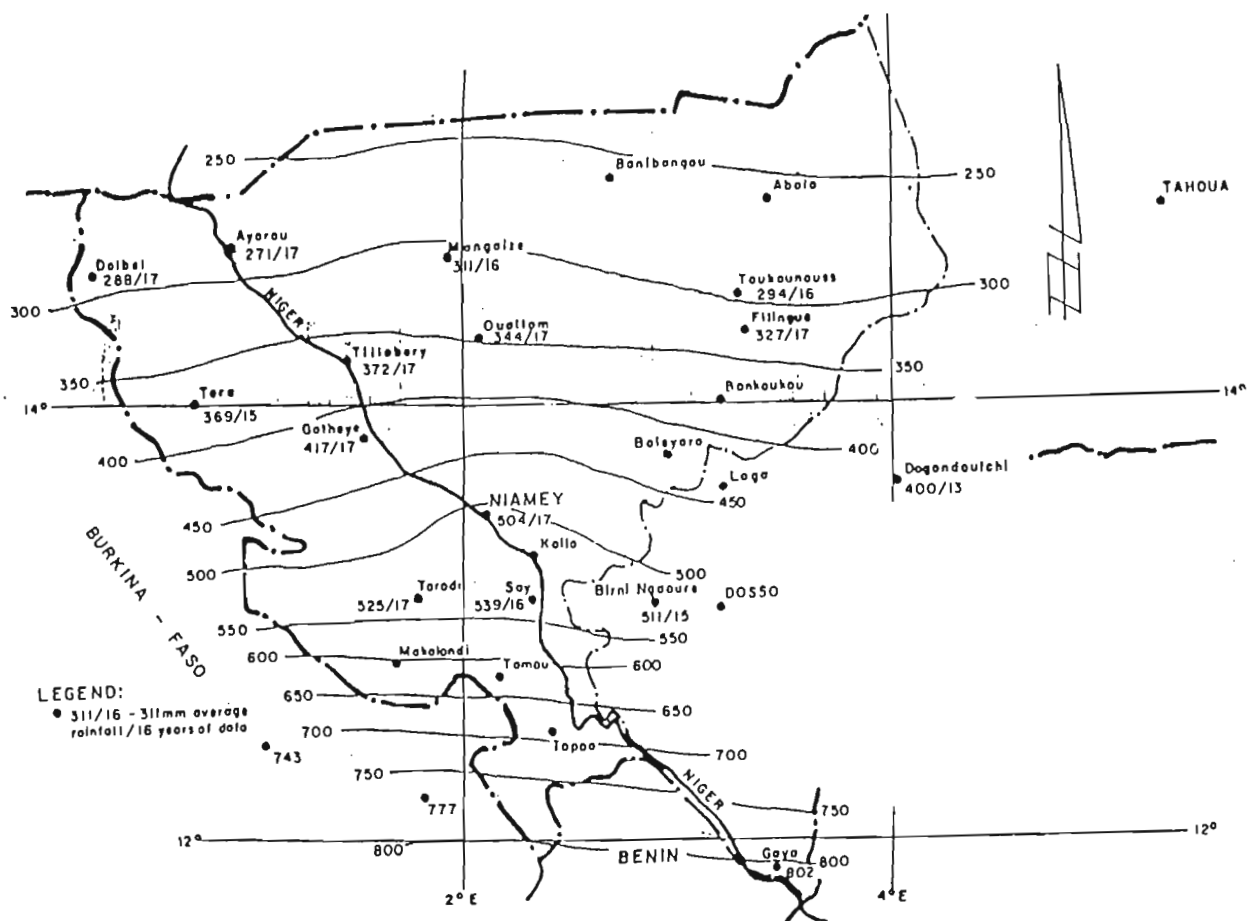 250
Banibangou
250
Abala
TAHOUA
Ayorou
271/17
Dolbel
288/17
Mangaize
311/16
Toukounouss
294/16
300
300
NIGER
Filingue
327/17
Ouallam
344/17
Tillabery
372/17
350
350
Bonkoukou
14°
14°
Tera
369/15
Gotheye
417/17
400
400
Baleyara
Loga
Dogondoutchi
400/13
450
450
NIAMEY
504/17
500
500
Kollo
BURKINA - FASO
Torodi
525/17
Say
539/16
Birni Ngaoure
511/15
DOSSO
550
550
600
600
Makalondi
Tamou
650
650
LEGEND:
311/16 - 311mm average
rainfall/16 years of data
700
700
Tapoa
743
750
750
NIGER
777
12°
12°
800
800
BENIN
Gaya
802
2° E
4° E